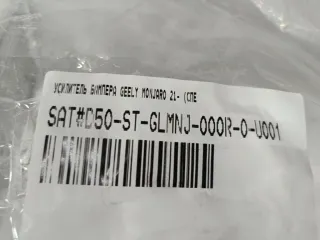 УСИЛИТЕЛЬ БАМПЕРА GEELY MONJARO 21- (СПЕ
SAT#D50-ST-GLMNJ-000R-0-U001